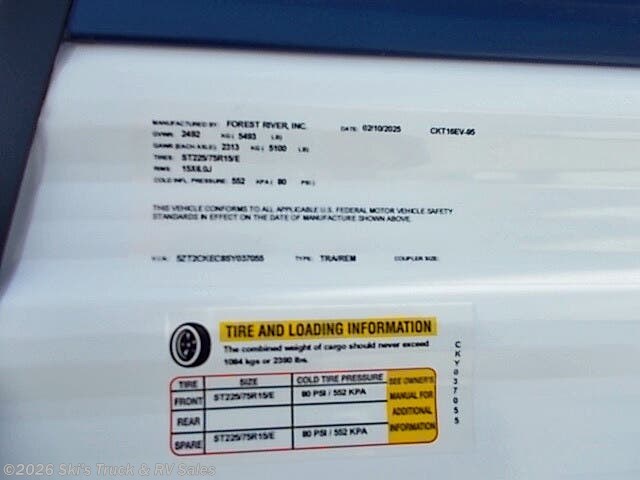 MANUFACTURED BY: FOREST RIVER, INC. DATE: 02/10/2025 CKT16EV-95
GVWR: 2492 KG ( 5493 LB)
GAWR (EACH AXLE): 2313 KG ( 5100 LB)
TIRES: ST225/75R15/E
RIMS: 15X6.0J
COLD INFL. PRESSURE: 552 KPA ( 80 PSI)
THIS VEHICLE CONFORMS TO ALL APPLICABLE U.S. FEDERAL MOTOR VEHICLE SAFETY
STANDARDS IN EFFECT ON THE DATE OF MANUFACTURE SHOWN ABOVE.
V.I.N.: 5ZT2CKEC8SY037055 TYPE: TRA/REM COUPLER SIZE:
TIRE AND LOADING INFORMATION
The combined weight of cargo should never exceed
1084 kgs or 2390 lbs.
TIRE SIZE COLD TIRE PRESSURE SEE OWNER'S MANUAL FOR ADDITIONAL INFORMATION
FRONT ST225/75R15/E 80 PSI / 552 KPA
REAR
SPARE ST225/75R15/E 80 PSI / 552 KPA
CKY037055
©2026 Ski's Truck & RV Sales